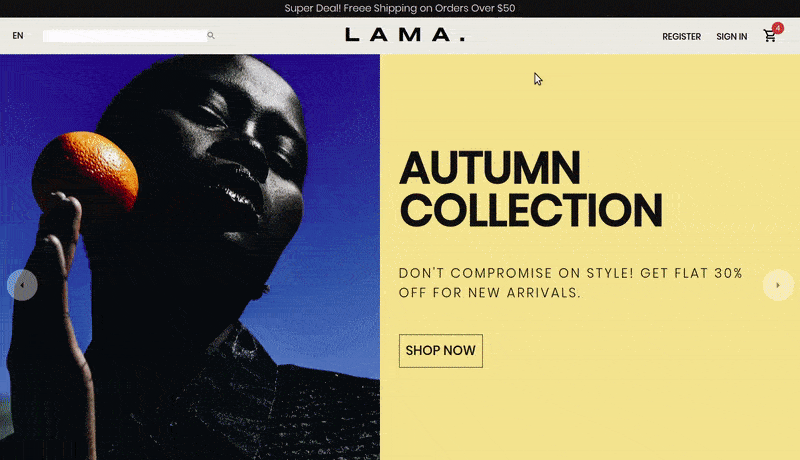 Super Deal! Freee Shipping on Orders Over $50
EN
LAMA.
REGISTER
SIGN IN
4
AUTUMN
COLLECTION
DON'T COMPROMISE ON STYLE! GET FLAT 30%
OFF FOR NEW ARRIVALS.
SHOP NOW